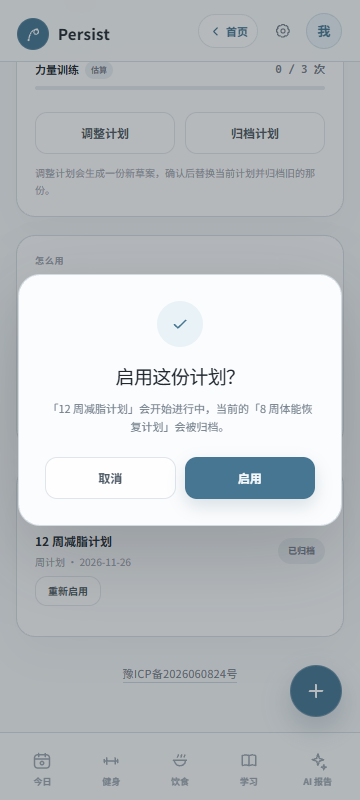 Persist
首页
我
力量训练 估算 0 / 3 次
调整计划 归档计划
调整计划会生成一份新草案，确认后替换当前计划并归档旧的那
份。
怎么用
启用这份计划？
「12 周减脂计划」会开始进行中，当前的「8 周体能恢
复计划」会被归档。
取消 启用
12 周减脂计划
已归档
周计划 · 2026-11-26
重新启用
豫ICP备2026060824号
今日 健身 饮食 学习 AI 报告